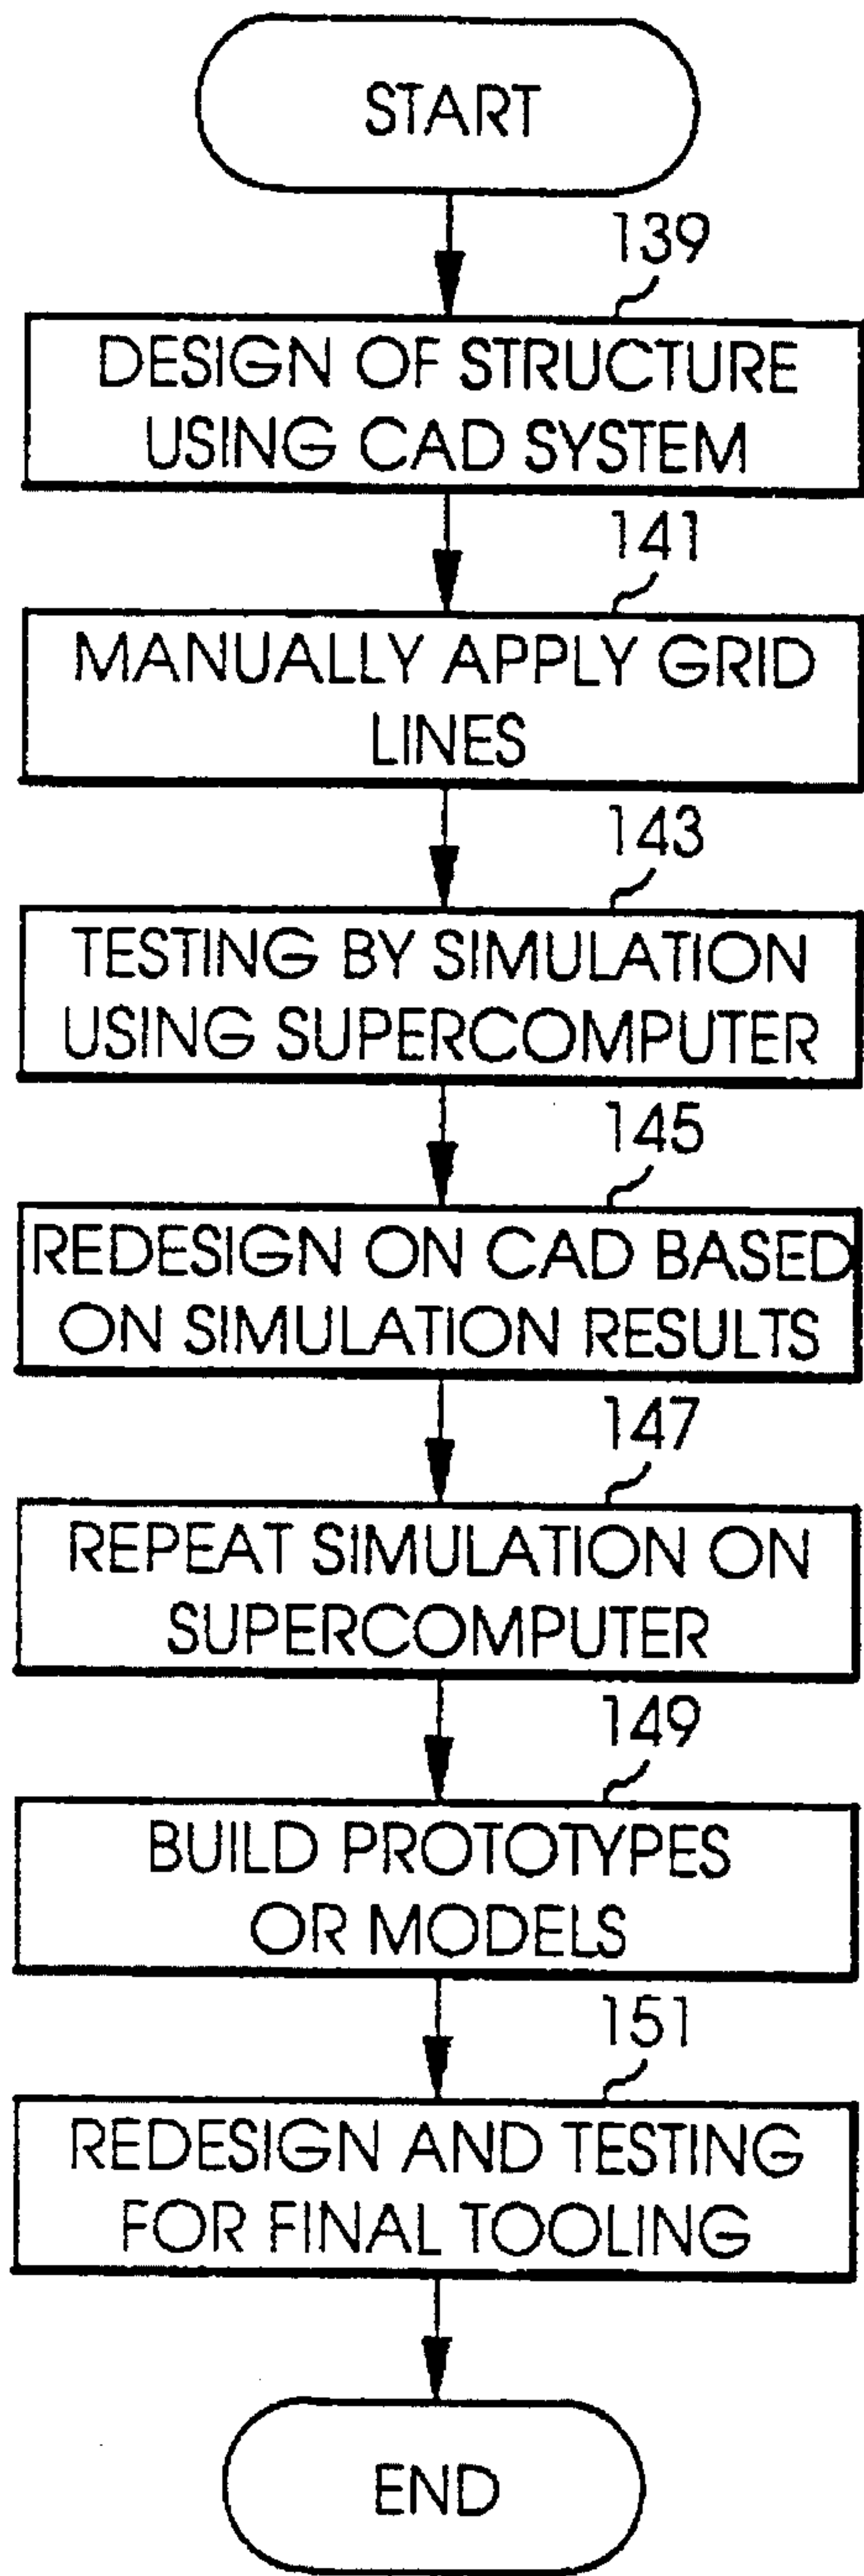 START
139
DESIGN OF STRUCTURE
USING CAD SYSTEM
141
MANUALLY APPLY GRID
LINES
143
TESTING BY SIMULATION
USING SUPERCOMPUTER
145
REDESIGN ON CAD BASED
ON SIMULATION RESULTS
147
REPEAT SIMULATION ON
SUPERCOMPUTER
149
BUILD PROTOTYPES
OR MODELS
151
REDESIGN AND TESTING
FOR FINAL TOOLING
END